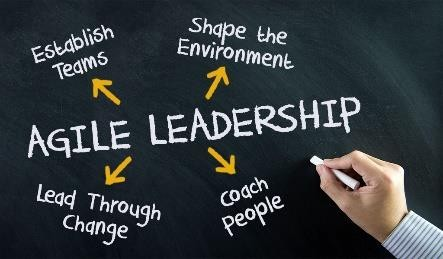 Establish
Teams
Shape the
Environment
AGILE LEADERSHIP
Lead Through
Change
Coach
People